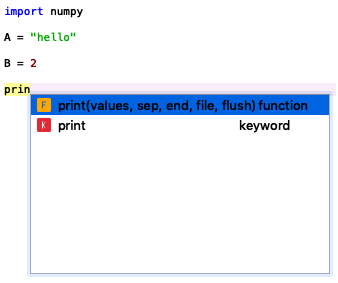 import numpy
A = "hello"
B = 2
prin
F print(values, sep, end, file, flush) function
K print keyword